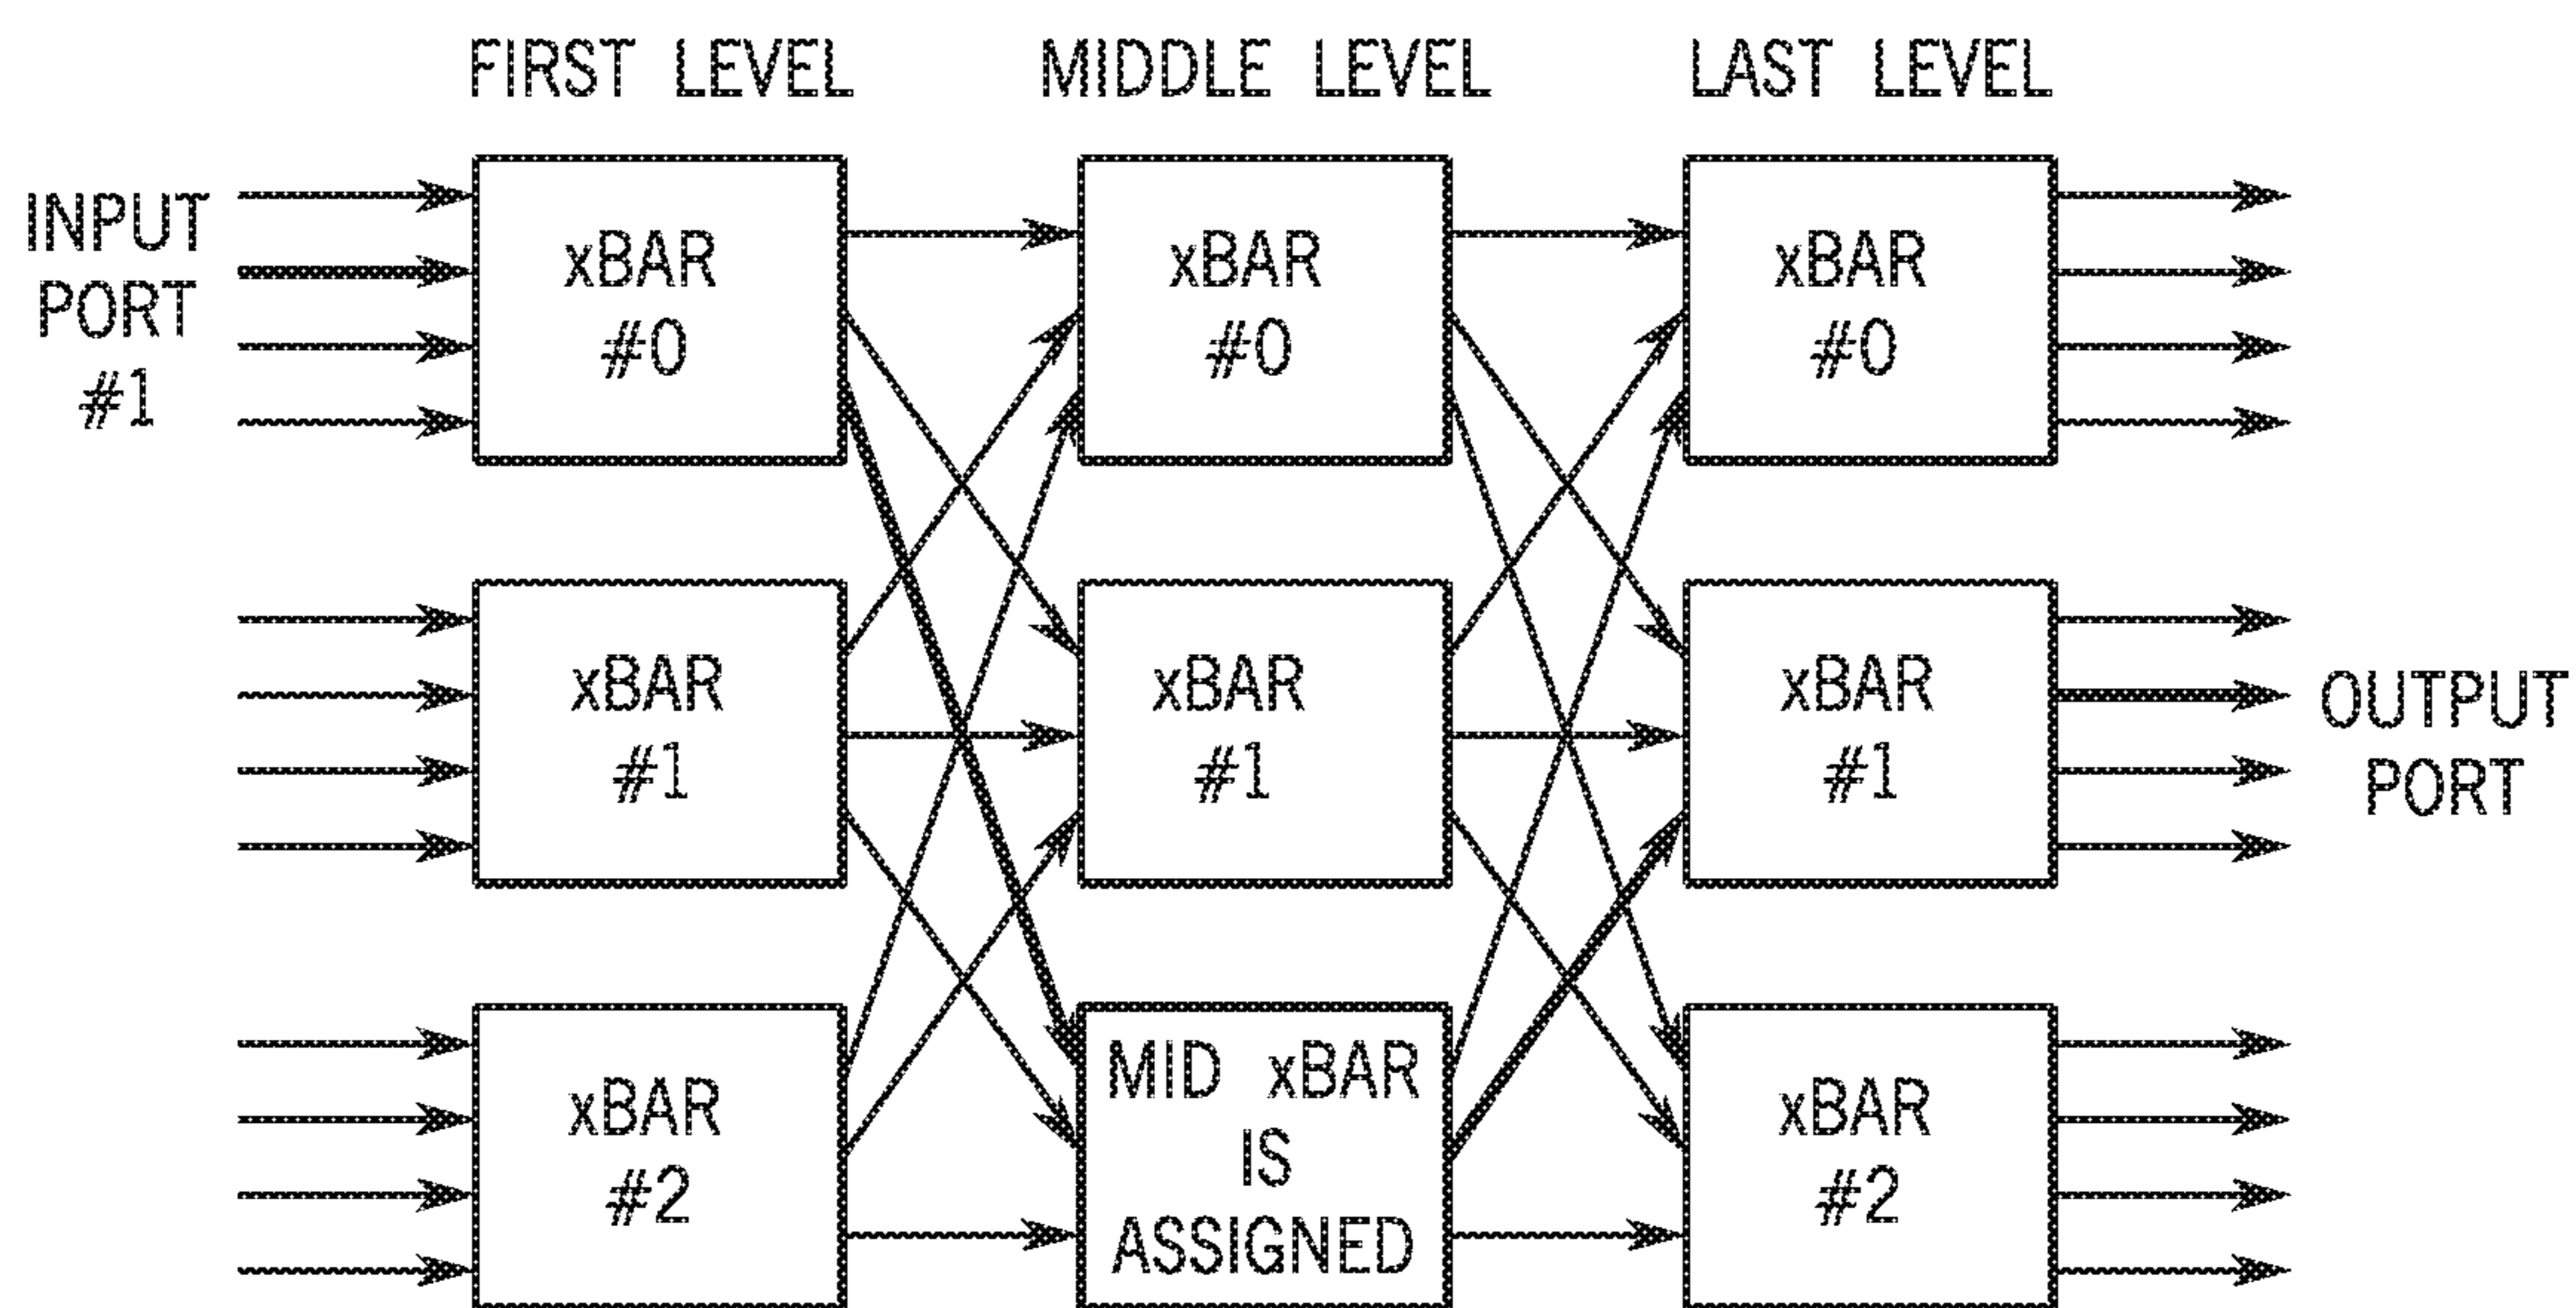 FIRST LEVEL
MIDDLE LEVEL
LAST LEVEL
INPUT
PORT
#1
xBAR
#0
xBAR
#0
xBAR
#0
xBAR
#1
xBAR
#1
xBAR
#1
OUTPUT
PORT
xBAR
#2
MID xBAR
IS
ASSIGNED
xBAR
#2